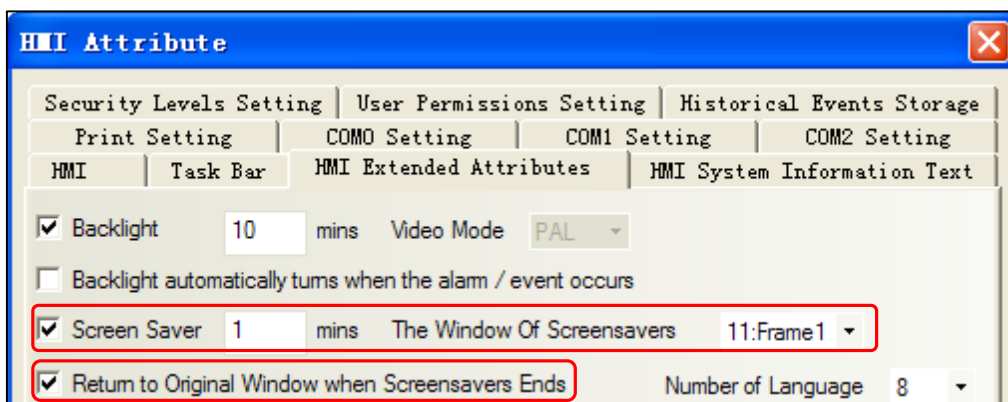 HMI Attribute
Security Levels Setting User Permissions Setting Historical Events Storage
Print Setting COM0 Setting COM1 Setting COM2 Setting
HMI Task Bar HMI Extended Attributes HMI System Information Text
Backlight 10 mins Video Mode PAL
Backlight automatically turns when the alarm / event occurs
Screen Saver 1 mins The Window Of Screensavers 11:Frame1
Return to Original Window when Screensavers Ends Number of Language 8